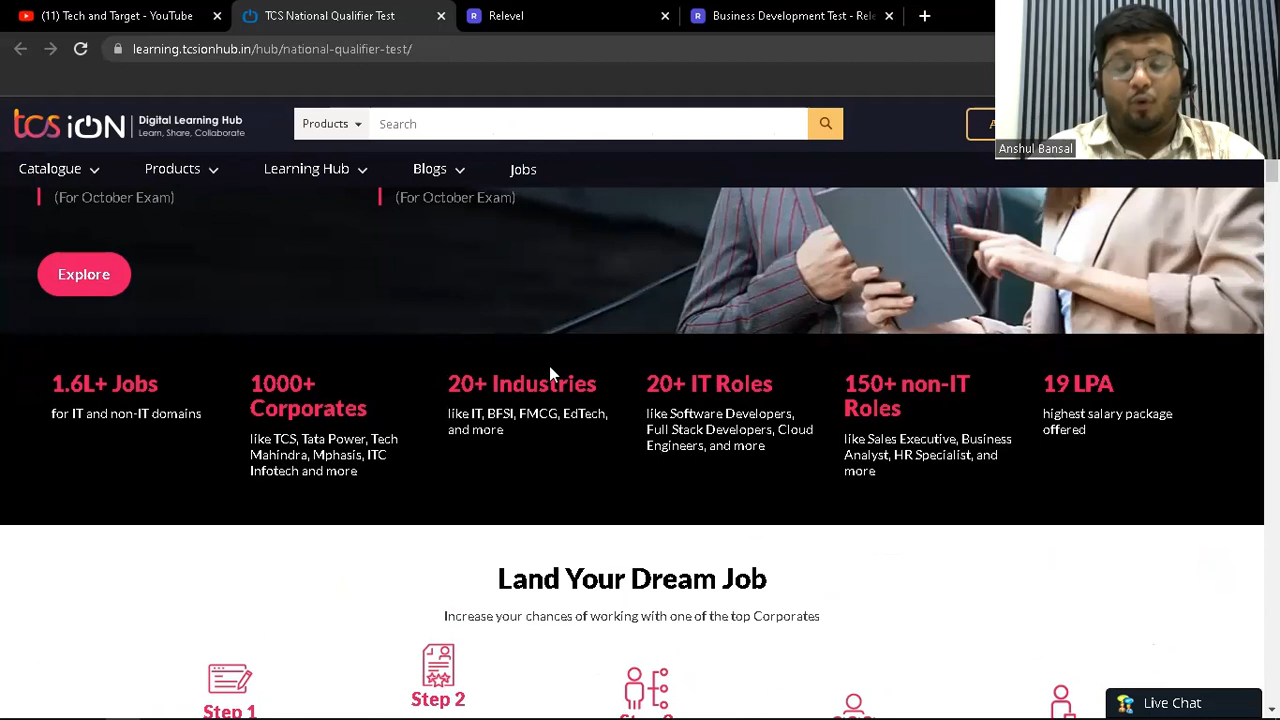 (11) Tech and Target - YouTube
TCS National Qualifier Test
Relevel
Business Development Test - Rele
learning.tcsionhub.in/hub/national-qualifier-test/
Anshul Bansal
tcs iON
Digital Learning Hub
Learn, Share, Collaborate
Products
Search
Catalogue
Products
Learning Hub
Blogs
Jobs
(For October Exam)
(For October Exam)
Explore
1.6L+ Jobs
for IT and non-IT domains
1000+
Corporates
like TCS, Tata Power, Tech
Mahindra, Mphasis, ITC
Infotech and more
20+ Industries
like IT, BFSI, FMCG, EdTech,
and more
20+ IT Roles
like Software Developers,
Full Stack Developers, Cloud
Engineers, and more
150+ non-IT
Roles
like Sales Executive, Business
Analyst, HR Specialist, and
more
19 LPA
highest salary package
offered
Land Your Dream Job
Increase your chances of working with one of the top Corporates
Step 1
Step 2
Live Chat